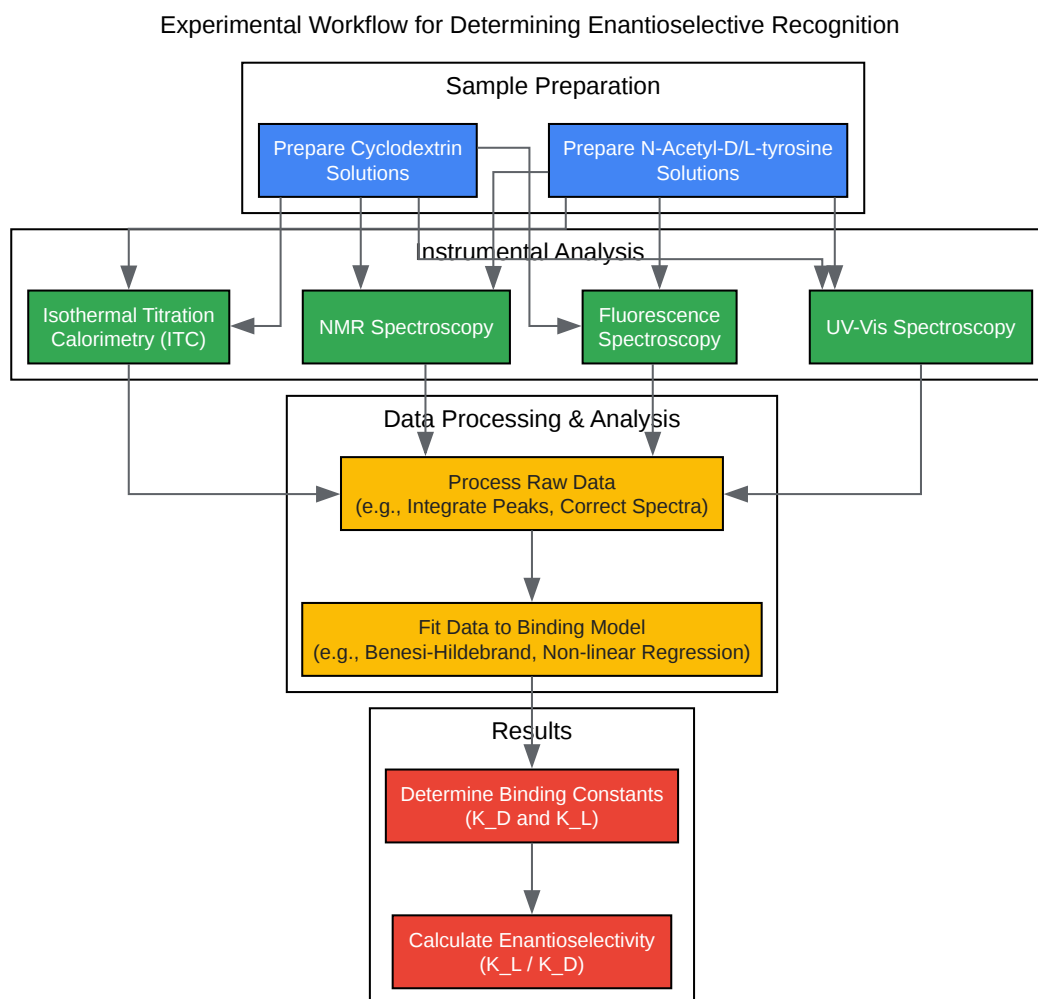 Experimental Workflow for Determining Enantioselective Recognition
Sample Preparation
Prepare Cyclodextrin
Solutions
Prepare N-Acetyl-D/L-tyrosine
Solutions
Instrumental Analysis
Isothermal Titration
Calorimetry (ITC)
NMR Spectroscopy
Fluorescence
Spectroscopy
UV-Vis Spectroscopy
Data Processing & Analysis
Process Raw Data
(e.g., Integrate Peaks, Correct Spectra)
Fit Data to Binding Model
(e.g., Benesi-Hildebrand, Non-linear Regression)
Results
Determine Binding Constants
(K_D and K_L)
Calculate Enantioselectivity
(K_L / K_D)